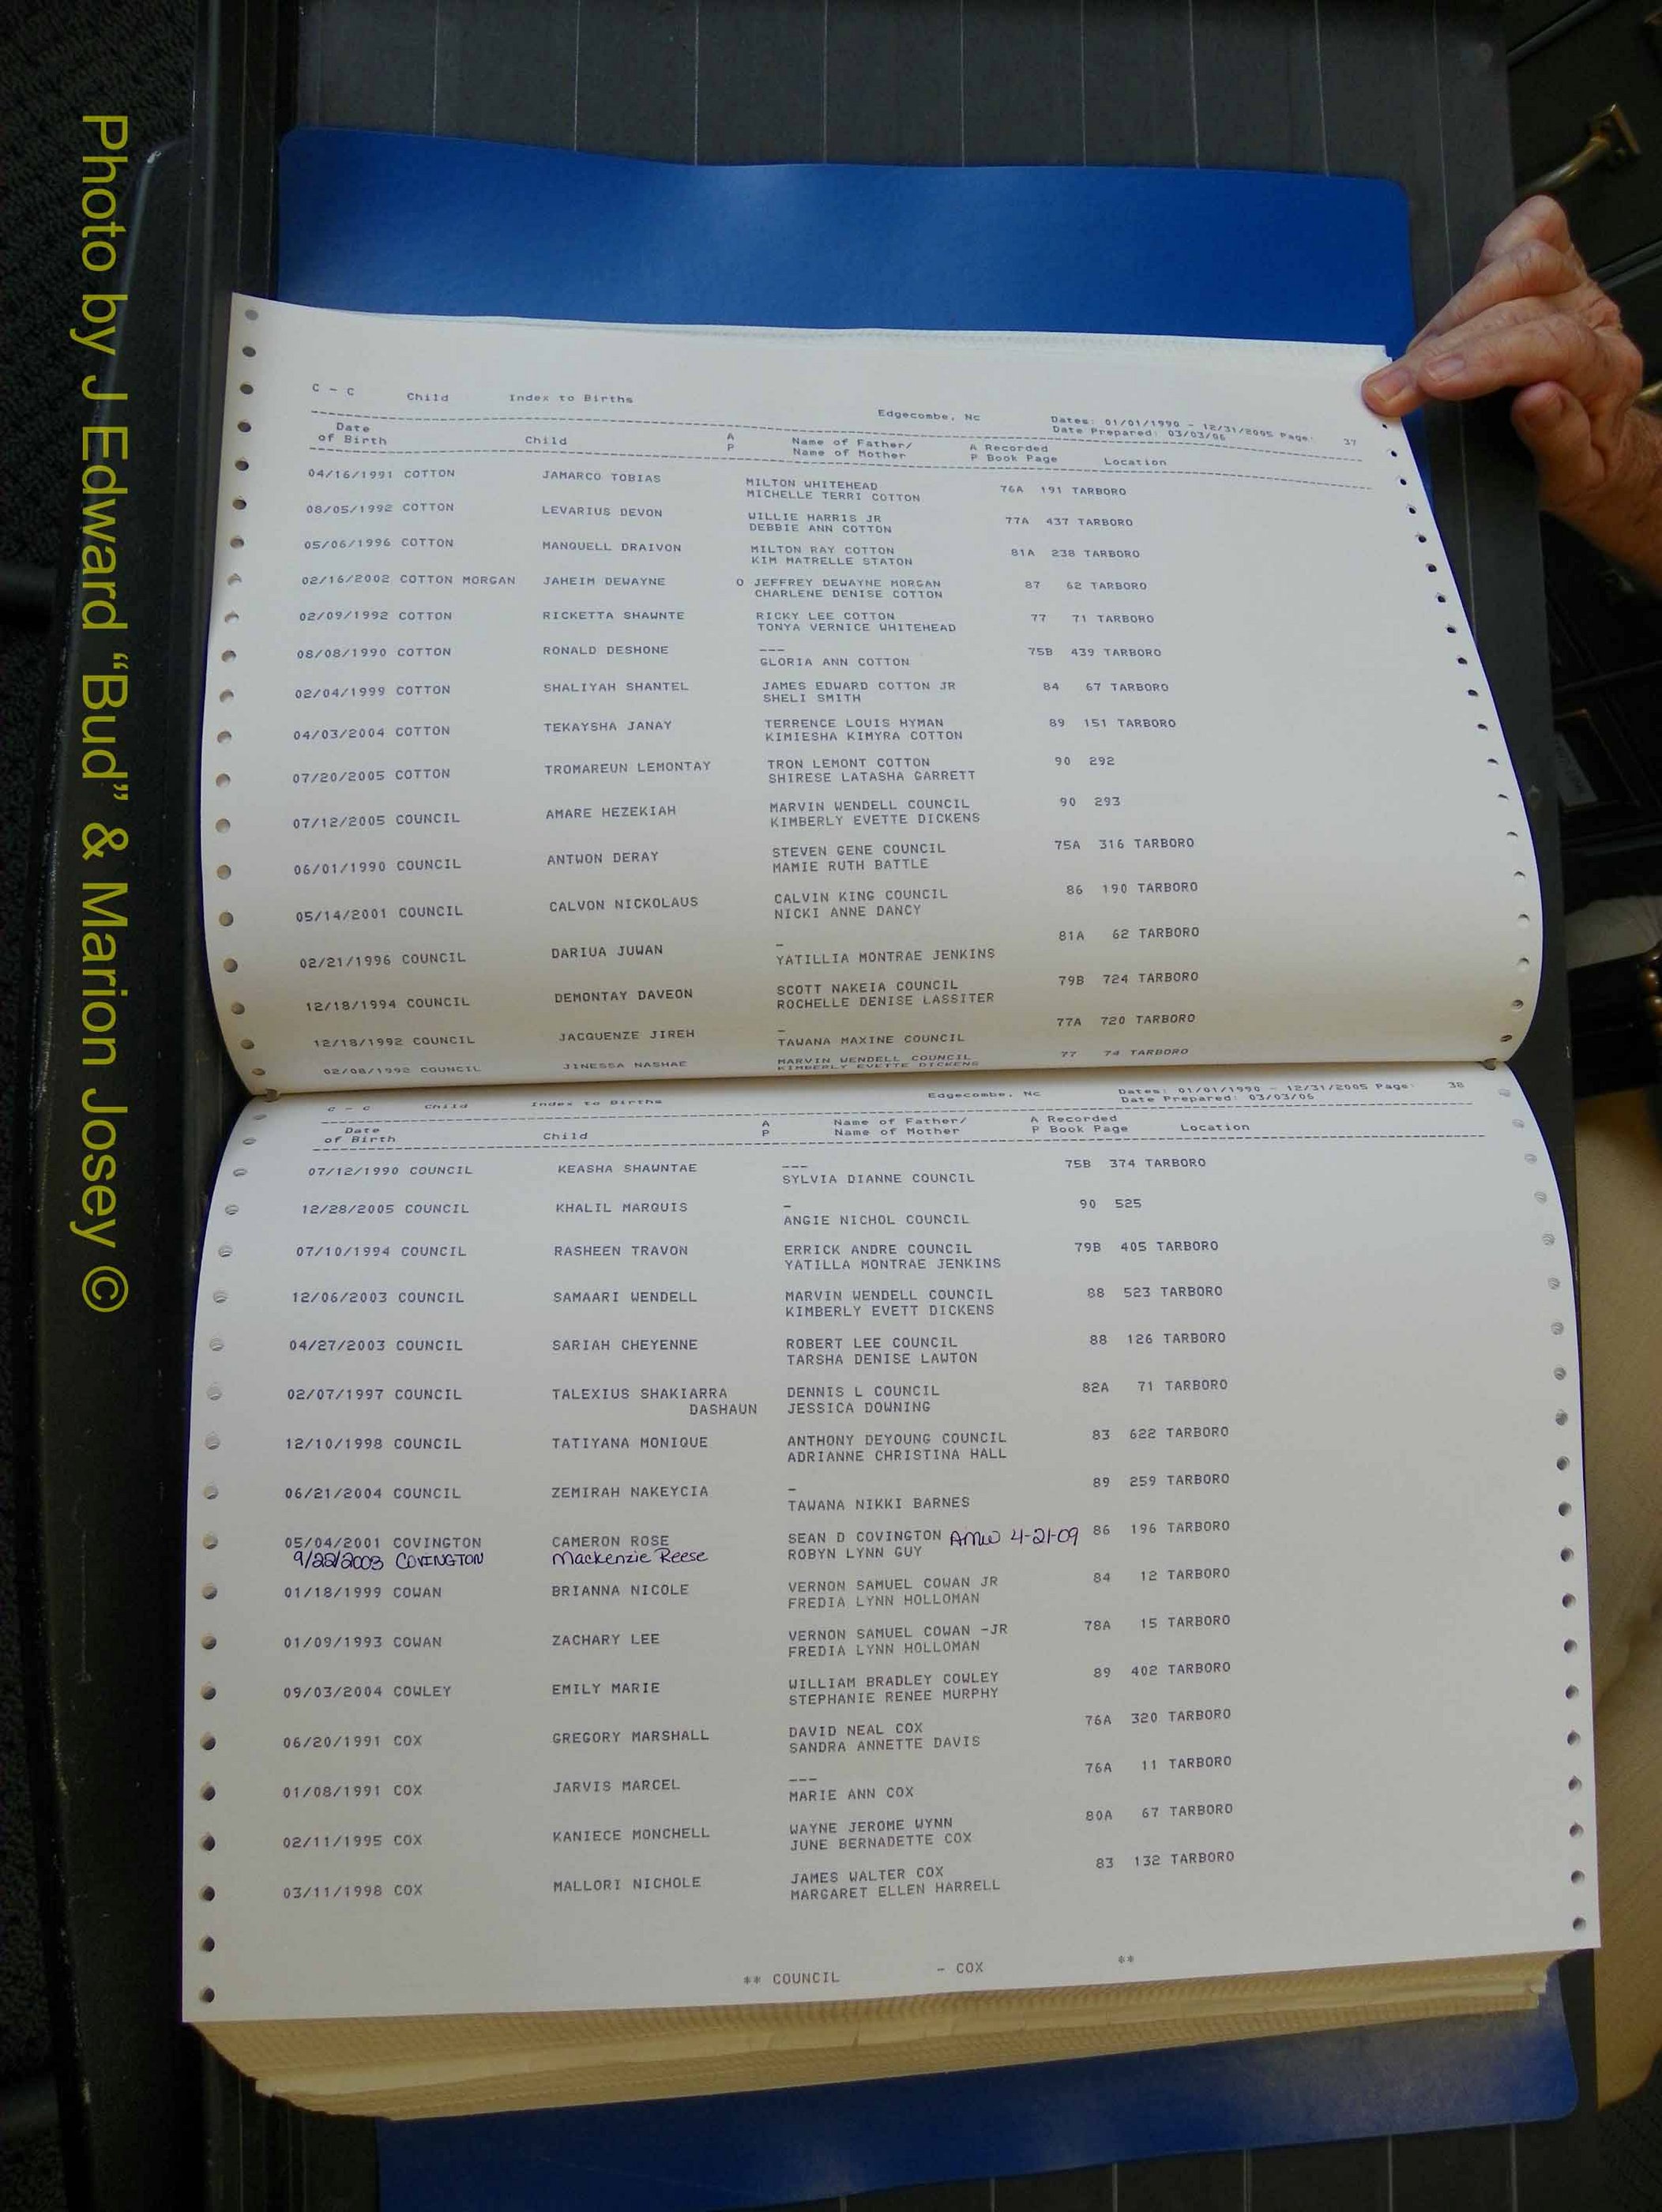 Photo by J Edward “Bud” & Marion Josey ©
C - C Child Index to Births Edgecombe, Nc Dates: 01/01/1990 - 12/31/2005 Page: 37
Date Prepared: 03/03/06
Date A Name of Father/ A Recorded
of Birth Child P Name of Mother P Book Page Location
04/16/1991 COTTON JAMARCO TOBIAS MILTON WHITEHEAD 76A 191 TARBORO
MICHELLE TERRI COTTON
08/05/1992 COTTON LEVARIUS DEVON WILLIE HARRIS JR 77A 437 TARBORO
DEBBIE ANN COTTON
05/06/1996 COTTON MANQUELL DRAIVON MILTON RAY COTTON 81A 238 TARBORO
KIM MATRELLE STATON
02/16/2002 COTTON MORGAN JAHEIM DEWAYNE O JEFFREY DEWAYNE MORGAN 87 62 TARBORO
CHARLENE DENISE COTTON
02/09/1992 COTTON RICKETTA SHAWNTE RICKY LEE COTTON 77 71 TARBORO
TONYA VERNICE WHITEHEAD
08/08/1990 COTTON RONALD DESHONE --- 75B 439 TARBORO
GLORIA ANN COTTON
02/04/1999 COTTON SHALIYAH SHANTEL JAMES EDWARD COTTON JR 84 67 TARBORO
SHELI SMITH
04/03/2004 COTTON TEKAYSHA JANAY TERRENCE LOUIS HYMAN 89 151 TARBORO
KIMIESHA KIMYRA COTTON
07/20/2005 COTTON TROMAREUN LEMONTAY TRON LEMONT COTTON 90 292
SHIRESE LATASHA GARRETT
07/12/2005 COUNCIL AMARE HEZEKIAH MARVIN WENDELL COUNCIL 90 293
KIMBERLY EVETTE DICKENS
06/01/1990 COUNCIL ANTWON DERAY STEVEN GENE COUNCIL 75A 316 TARBORO
MAMIE RUTH BATTLE
05/14/2001 COUNCIL CALVON NICKOLAUS CALVIN KING COUNCIL 86 190 TARBORO
NICKI ANNE DANCY
02/21/1996 COUNCIL DARIUA JUWAN - 81A 62 TARBORO
YATILLIA MONTRAE JENKINS
12/18/1994 COUNCIL DEMONTAY DAVEON SCOTT NAKEIA COUNCIL 79B 724 TARBORO
ROCHELLE DENISE LASSITER
12/18/1992 COUNCIL JACQUENZE JIREH - 77A 720 TARBORO
TAWANA MAXINE COUNCIL
02/08/1992 COUNCIL JINESSA NASHAE MARVIN WENDELL COUNCIL 77 74 TARBORO
KIMBERLY EVETTE DICKENS
C - C Child Index to Births Edgecombe, Nc Dates: 01/01/1990 - 12/31/2005 Page: 38
Date Prepared: 03/03/06
Date A Name of Father/ A Recorded
of Birth Child P Name of Mother P Book Page Location
07/12/1990 COUNCIL KEASHA SHAWNTAE --- 75B 374 TARBORO
SYLVIA DIANNE COUNCIL
12/28/2005 COUNCIL KHALIL MARQUIS - 90 525
ANGIE NICHOL COUNCIL
07/10/1994 COUNCIL RASHEEN TRAVON ERRICK ANDRE COUNCIL 79B 405 TARBORO
YATILLA MONTRAE JENKINS
12/06/2003 COUNCIL SAMAARI WENDELL MARVIN WENDELL COUNCIL 88 523 TARBORO
KIMBERLY EVETT DICKENS
04/27/2003 COUNCIL SARIAH CHEYENNE ROBERT LEE COUNCIL 88 126 TARBORO
TARSHA DENISE LAWTON
02/07/1997 COUNCIL TALEXIUS SHAKIARRA DENNIS L COUNCIL 82A 71 TARBORO
DASHAUN JESSICA DOWNING
12/10/1998 COUNCIL TATIYANA MONIQUE ANTHONY DEYOUNG COUNCIL 83 622 TARBORO
ADRIANNE CHRISTINA HALL
06/21/2004 COUNCIL ZEMIRAH NAKEYCIA - 89 259 TARBORO
TAWANA NIKKI BARNES
05/04/2001 COVINGTON CAMERON ROSE SEAN D COVINGTON AMW 4-21-09 86 196 TARBORO
9/22/2003 COVINGTON Mackenzie Reese ROBYN LYNN GUY
01/18/1999 COWAN BRIANNA NICOLE VERNON SAMUEL COWAN JR 84 12 TARBORO
FREDIA LYNN HOLLOMAN
01/09/1993 COWAN ZACHARY LEE VERNON SAMUEL COWAN -JR 78A 15 TARBORO
FREDIA LYNN HOLLOMAN
09/03/2004 COWLEY EMILY MARIE WILLIAM BRADLEY COWLEY 89 402 TARBORO
STEPHANIE RENEE MURPHY
06/20/1991 COX GREGORY MARSHALL DAVID NEAL COX 76A 320 TARBORO
SANDRA ANNETTE DAVIS
01/08/1991 COX JARVIS MARCEL --- 76A 11 TARBORO
MARIE ANN COX
02/11/1995 COX KANIECE MONCHELL WAYNE JEROME WYNN 80A 67 TARBORO
JUNE BERNADETTE COX
03/11/1998 COX MALLORI NICHOLE JAMES WALTER COX 83 132 TARBORO
MARGARET ELLEN HARRELL
** COUNCIL - COX **